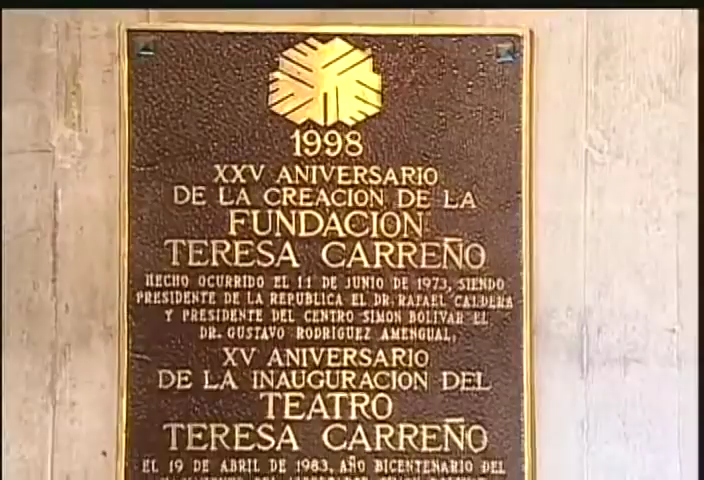 1998
XXV ANIVERSARIO
DE LA CREACION DE LA
FUNDACION
TERESA CARREÑO
HECHO OCURRIDO EL 11 DE JUNIO DE 1973, SIENDO
PRESIDENTE DE LA REPUBLICA EL DR. RAFAEL CALDERA
Y PRESIDENTE DEL CENTRO SIMON BOLIVAR EL
DR. GUSTAVO RODRIGUEZ AMENGUAL,
XV ANIVERSARIO
DE LA INAUGURACION DEL
TEATRO
TERESA CARREÑO
EL 19 DE ABRIL DE 1983, AÑO BICENTENARIO DEL